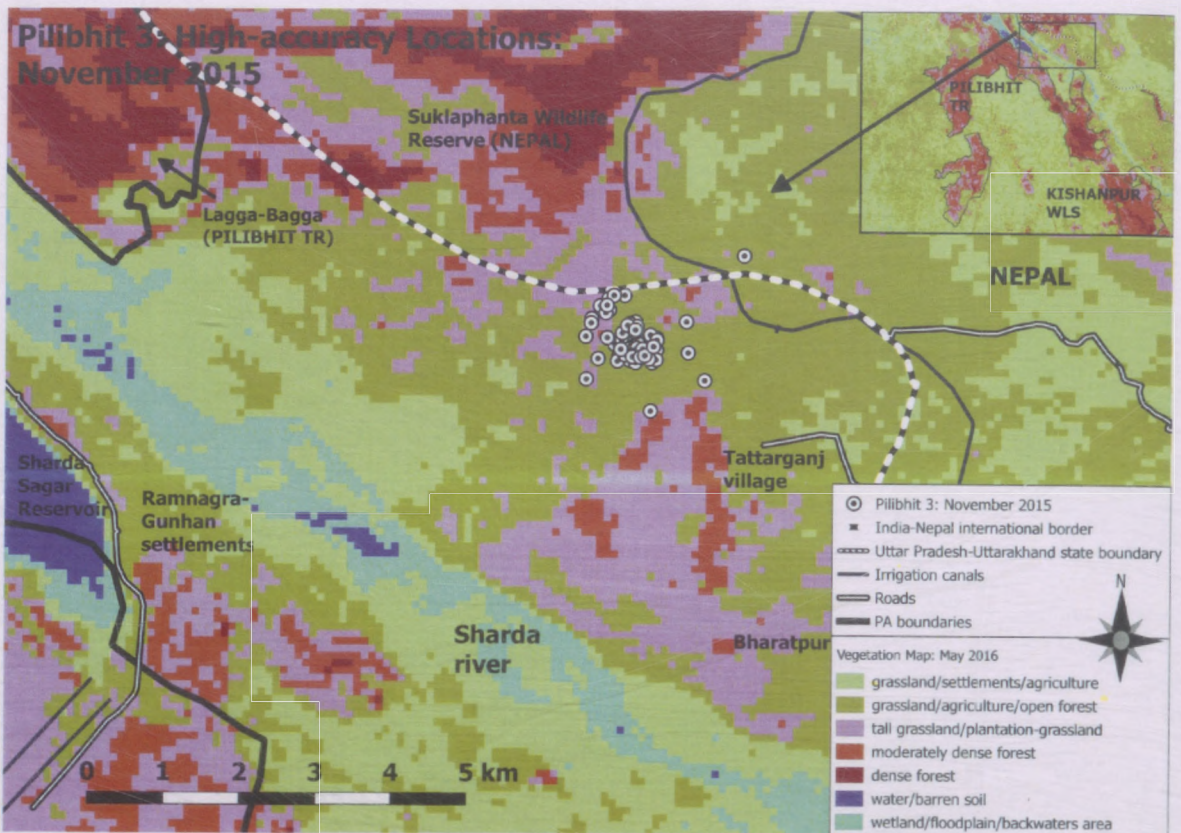 Pilibhit 3: High-accuracy Locations:
November 2015
Suklaphanta Wildlife
Reserve (NEPAL)
PILIBHIT
TR
KISHANPUR
WLS
Lagga-Bagga
(PILIBHIT TR)
NEPAL
Sharda
Sagar
Reservoir
Ramnagra-
Gunhan
settlements
Tattarganj
village
Sharda
river
Bharatpur
0 1 2 3 4 5 km
Pilibhit 3: November 2015
India-Nepal international border
Uttar Pradesh-Uttarakhand state boundary
Irrigation canals
Roads
PA boundaries
N
Vegetation Map: May 2016
grassland/settlements/agriculture
grassland/agriculture/open forest
tall grassland/plantation-grassland
moderately dense forest
dense forest
water/barren soil
wetland/floodplain/backwaters area